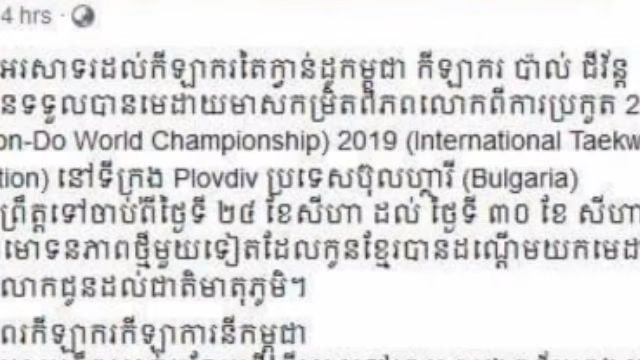 4 hrs ·
អរសាទរដល់កីឡាករតៃក្វាន់ដូកម្ពុជា កីឡាករ ប៉ាល់ ជីវ័ន្ត
នទទួលបានមេដាយមាសកម្រិតពិភពលោកពីការប្រកួត 2
on-Do World Championship) 2019 (International Taekw
tion) នៅទីក្រុង Plovdiv ប្រទេសប៊ុលហ្គារី (Bulgaria)
ព្រឹត្តទៅចាប់ពីថ្ងៃទី ២៤ ខែសីហា ដល់ ថ្ងៃទី ៣០ ខែ សីហា
មោទនភាពថ្មីមួយទៀតដែលកូនខ្មែរបានដណ្តើមយកមេដ
លោកជូនដល់ជាតិមាតុភូមិ។
ពរកីឡាករកីឡាការនីកម្ពុជា